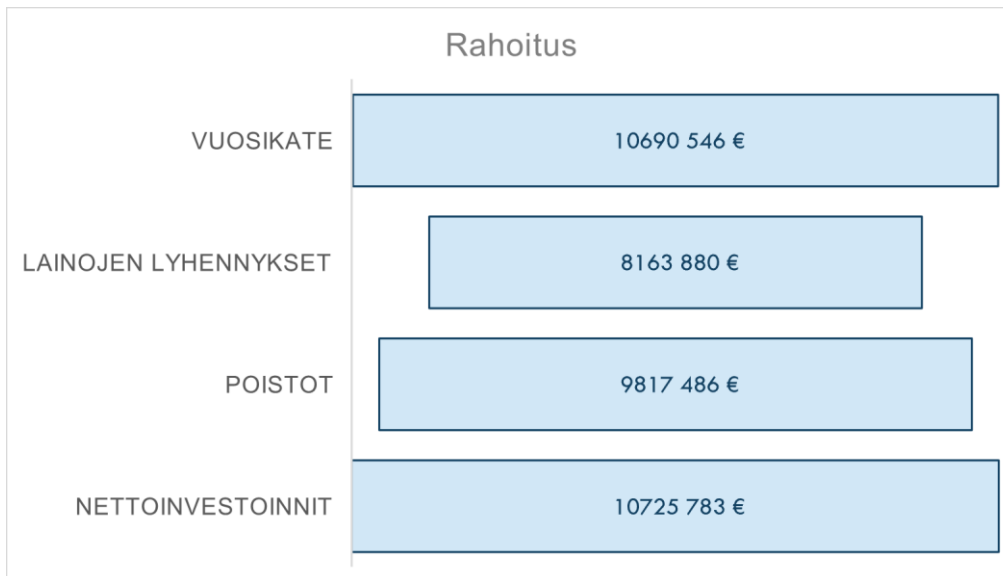 Rahoitus
VUOSIKATE 10690 546 €
LAINOJEN LYHENNYKSET 8163 880 €
POISTOT 9817 486 €
NETTOINVESTOINNIT 10725 783 €